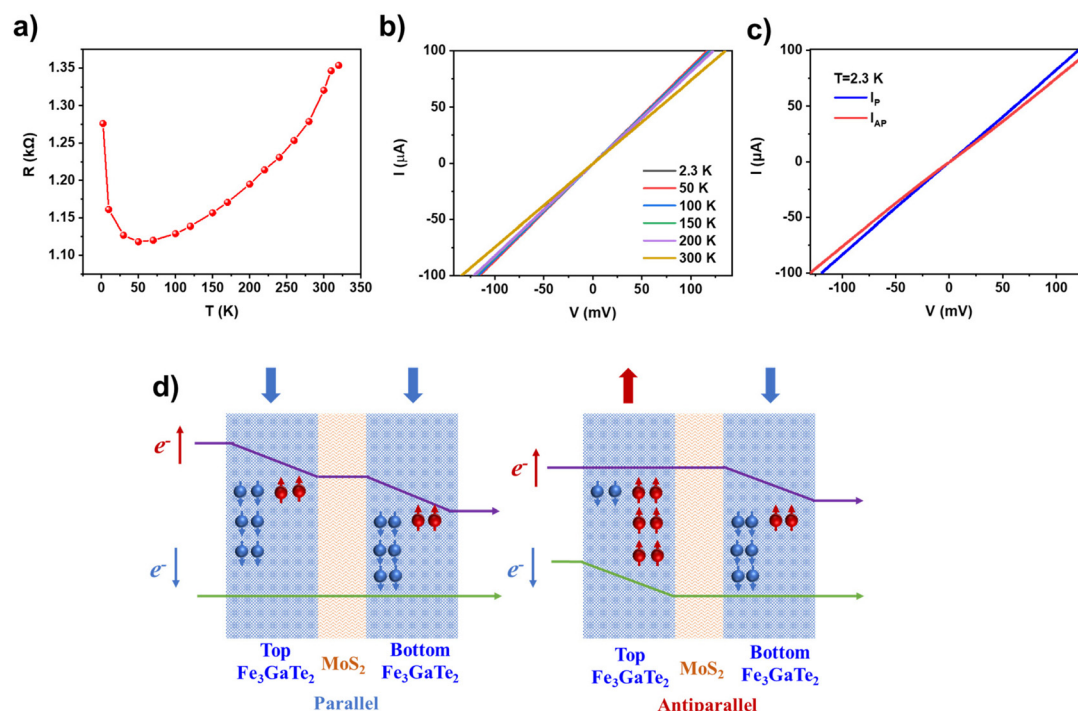 a)
R (kΩ)
1.35
1.30
1.25
1.20
1.15
1.10
0 50 100 150 200 250 300 350
T (K)
b)
I (μA)
100
50
0
-50
-100
2.3 K
50 K
100 K
150 K
200 K
300 K
-100 -50 0 50 100
V (mV)
c)
I (μA)
100
50
0
-50
-100
T=2.3 K
I_P
I_AP
-100 -50 0 50 100
V (mV)
d)
e-
e-
Top
Fe₃GaTe₂
MoS₂
Bottom
Fe₃GaTe₂
Parallel
e-
e-
Top
Fe₃GaTe₂
MoS₂
Bottom
Fe₃GaTe₂
Antiparallel